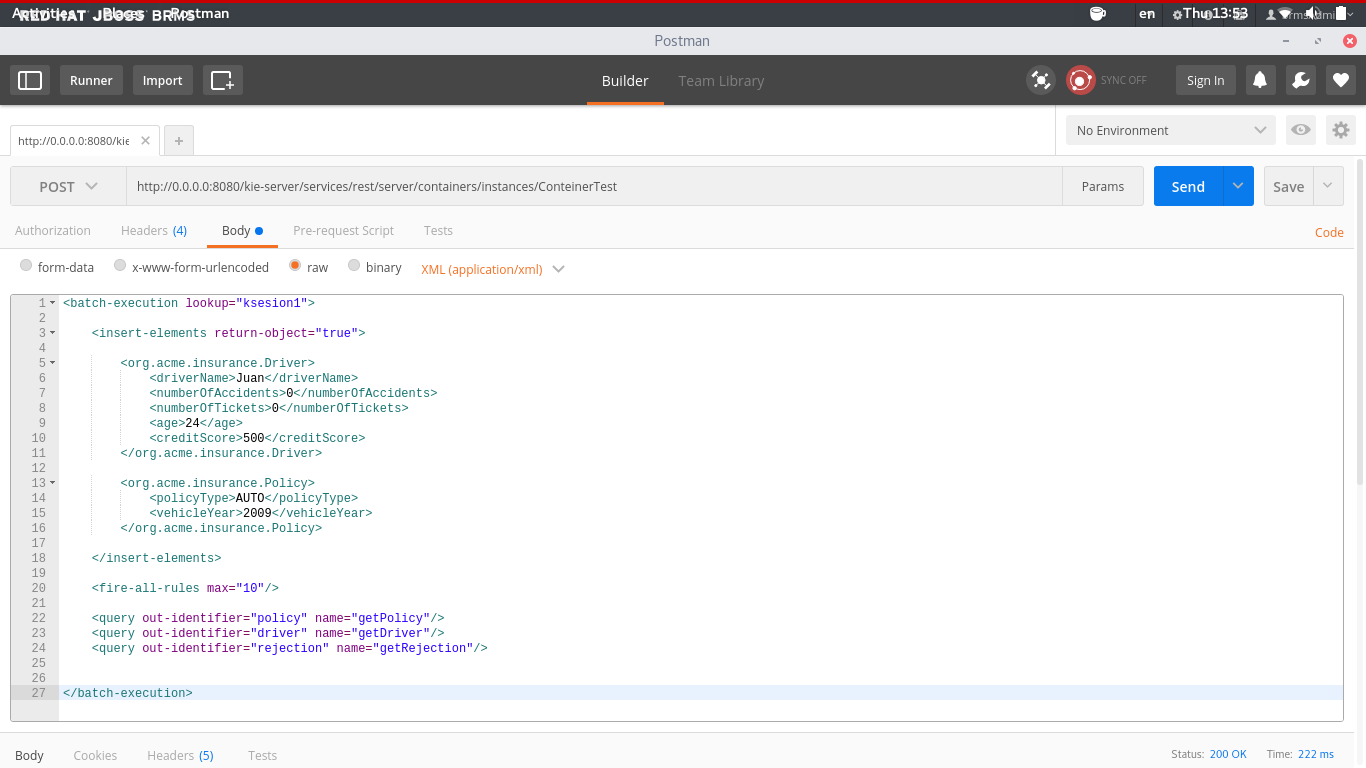 Activities Places Postman
RED HAT JBOSS BRMS
en Thu 13:53
Postman
Runner Import Builder Team Library SYNC OFF Sign In
http://0.0.0.0:8080/kie No Environment
POST http://0.0.0.0:8080/kie-server/services/rest/server/containers/instances/ConteinerTest Params Send Save
Authorization Headers (4) Body Pre-request Script Tests Code
form-data x-www-form-urlencoded raw binary XML (application/xml)
1 <batch-execution lookup="ksesion1">
2
3 <insert-elements return-object="true">
4
5 <org.acme.insurance.Driver>
6 <driverName>Juan</driverName>
7 <numberOfAccidents>0</numberOfAccidents>
8 <numberOfTickets>0</numberOfTickets>
9 <age>24</age>
10 <creditScore>500</creditScore>
11 </org.acme.insurance.Driver>
12
13 <org.acme.insurance.Policy>
14 <policyType>AUTO</policyType>
15 <vehicleYear>2009</vehicleYear>
16 </org.acme.insurance.Policy>
17
18 </insert-elements>
19
20 <fire-all-rules max="10"/>
21
22 <query out-identifier="policy" name="getPolicy"/>
23 <query out-identifier="driver" name="getDriver"/>
24 <query out-identifier="rejection" name="getRejection"/>
25
26
27 </batch-execution>
Body Cookies Headers (5) Tests Status: 200 OK Time: 222 ms